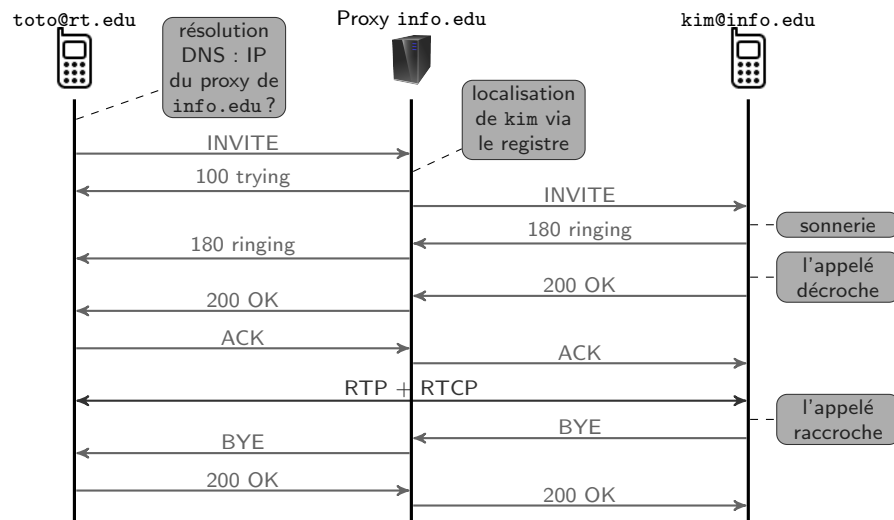 toto@rt.edu
Proxy info.edu
kim@info.edu
résolution
DNS : IP
du proxy de
info.edu ?
localisation
de kim via
le registre
INVITE
100 trying
INVITE
sonnerie
180 ringing
180 ringing
l'appelé
décroche
200 OK
200 OK
ACK
ACK
RTP + RTCP
l'appelé
raccroche
BYE
BYE
200 OK
200 OK